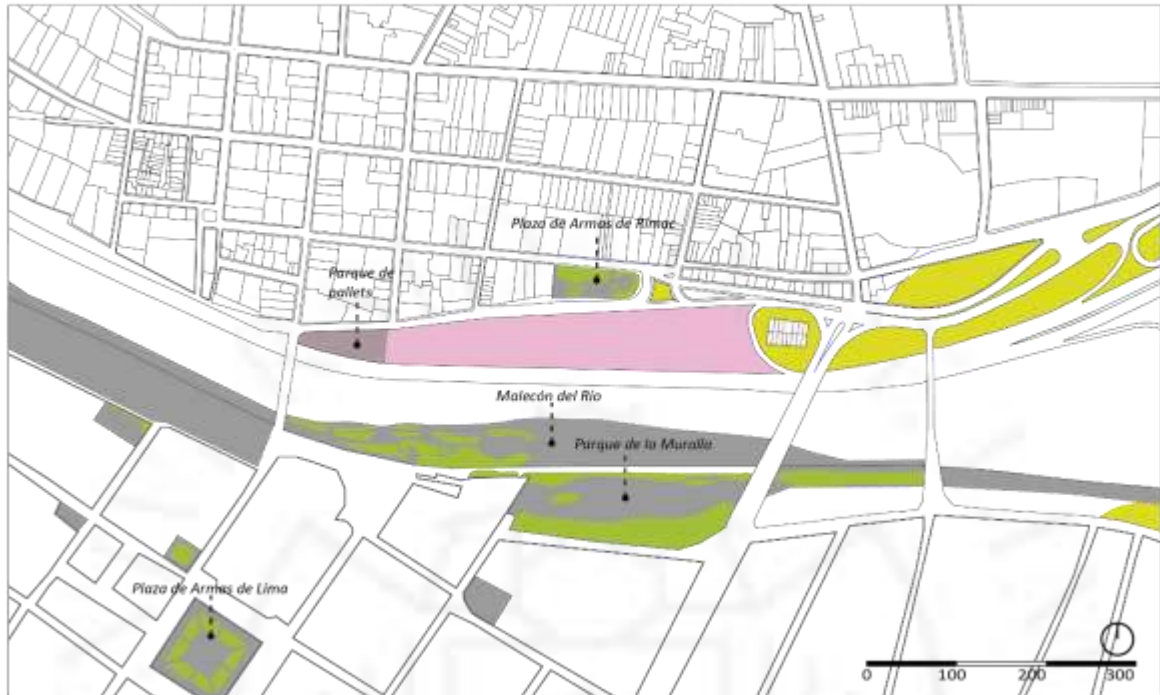 Plaza de Armas de Rimac
Parque de
pallets
Malecón del Río
Parque de la Muralla
Plaza de Armas de Lima
0 100 200 300